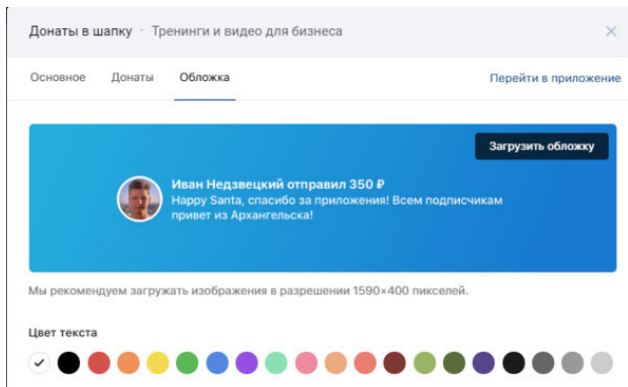 Донаты в шапку · Тренинги и видео для бизнеса
Основное Донаты Обложка Перейти в приложение
Загрузить обложку
Иван Недзвецкий отправил 350 ₽
Happy Santa, спасибо за приложения! Всем подписчикам
привет из Архангельска!
Мы рекомендуем загружать изображения в разрешении 1590×400 пикселей.
Цвет текста